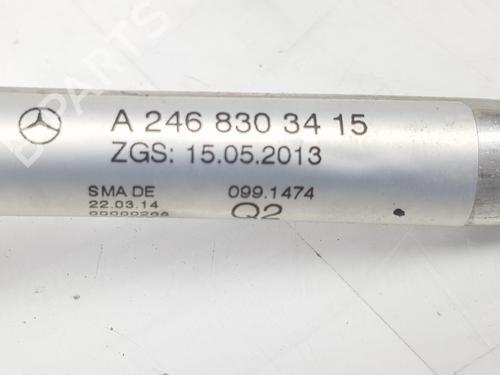 A 246 830 34 15
ZGS: 15.05.2013
SMA DE 099.1474
22.03.14 Q2